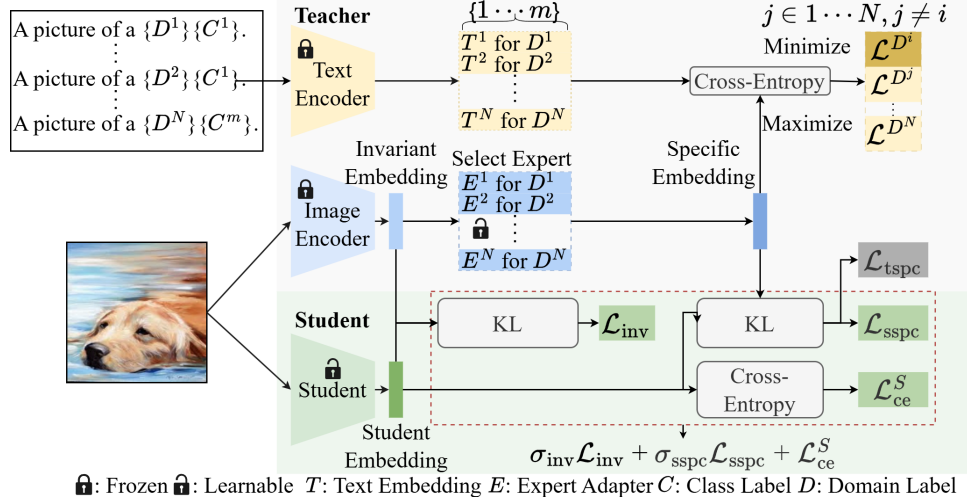 Teacher
{1 ⋯ m}
j ∈ 1 ⋯ N, j ≠ i
A picture of a {D^1}{C^1}.
⋮
A picture of a {D^2}{C^1}.
⋮
A picture of a {D^N}{C^m}.
Text
Encoder
T^1 for D^1
T^2 for D^2
⋮
T^N for D^N
Cross-Entropy
Minimize
Maximize
𝓛^{D^i}
𝓛^{D^j}
⋮
𝓛^{D^N}
Invariant
Embedding
Select Expert
Specific
Embedding
Image
Encoder
E^1 for D^1
E^2 for D^2
⋮
E^N for D^N
𝓛_tspc
Student
KL
𝓛_inv
KL
𝓛_sspc
Student
Cross-
Entropy
𝓛_ce^S
Student
Embedding
σ_inv 𝓛_inv + σ_sspc 𝓛_sspc + 𝓛_ce^S
: Frozen : Learnable T: Text Embedding E: Expert Adapter C: Class Label D: Domain Label